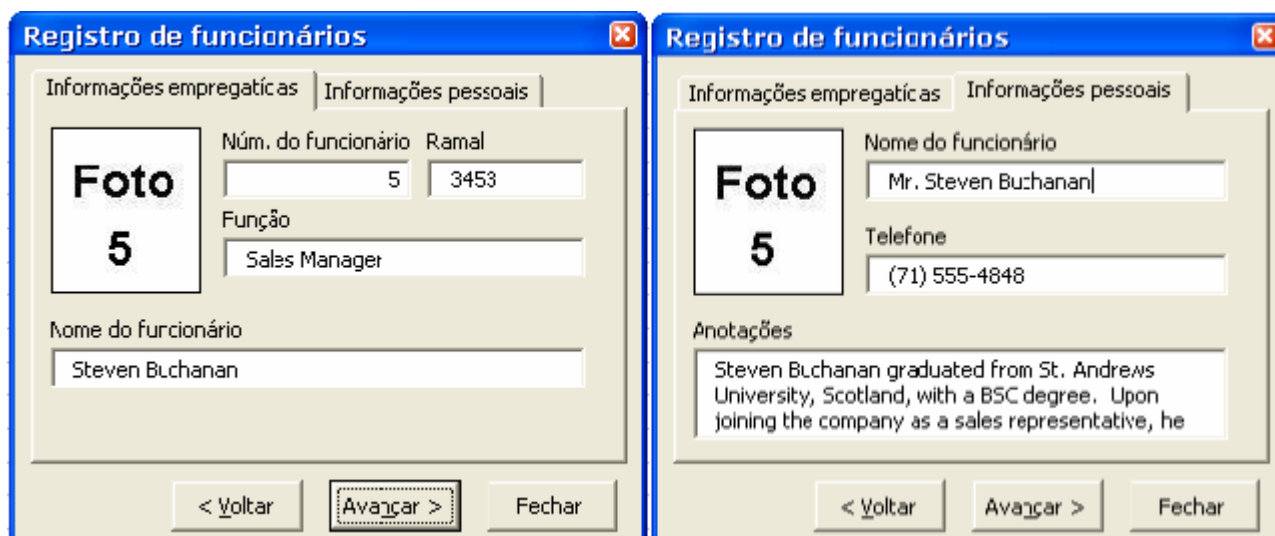 Registro de funcionários
Informações empregatícas
Informações pessoais
Foto
5
Núm. do funcionário
Ramal
5
3453
Função
Sales Manager
Nome do funcionário
Steven Buchanan
< Voltar
Avançar >
Fechar
Registro de funcionários
Informações empregatícas
Informações pessoais
Foto
5
Nome do funcionário
Mr. Steven Buchanan
Telefone
(71) 555-4848
Anotações
Steven Buchanan graduated from St. Andrews
University, Scotland, with a BSC degree. Upon
joining the company as a sales representative, he
< Voltar
Avançar >
Fechar